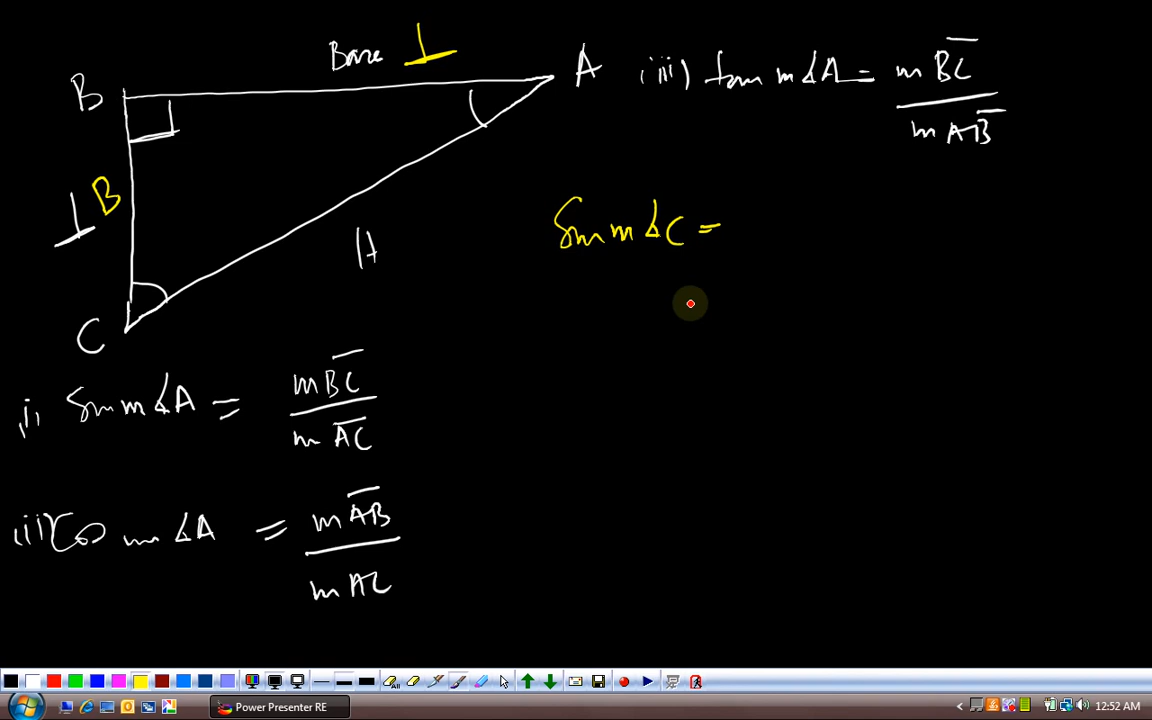 Base ⊥
B
A
iii) tan m∡A = mBC̅ / mAB̅
⊥ B
H
Sin m∡C =
C
i) Sin m∡A = mBC̅ / mAC̅
ii) Cos m∡A = mAB̅ / mAC
Power Presenter RE
12:52 AM